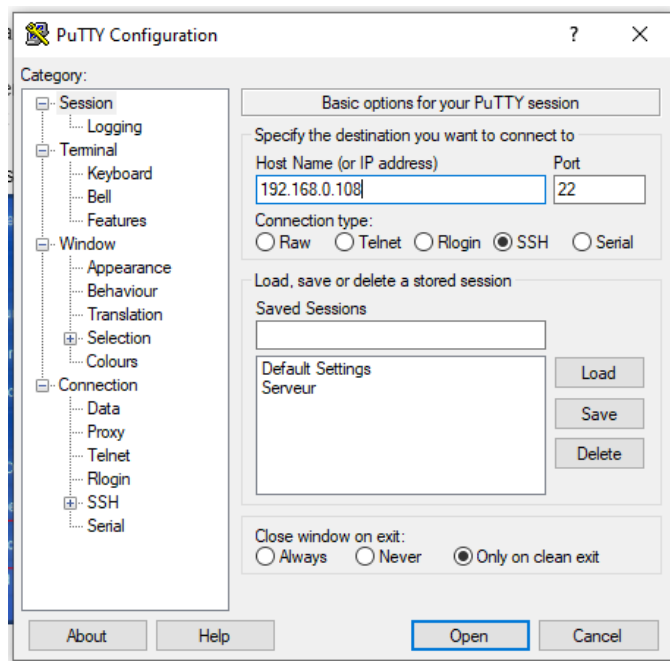 PuTTY Configuration
?
Category:
Session
Logging
Terminal
Keyboard
Bell
Features
Window
Appearance
Behaviour
Translation
Selection
Colours
Connection
Data
Proxy
Telnet
Rlogin
SSH
Serial
Basic options for your PuTTY session
Specify the destination you want to connect to
Host Name (or IP address) Port
192.168.0.108 22
Connection type:
Raw Telnet Rlogin SSH Serial
Load, save or delete a stored session
Saved Sessions
Default Settings
Serveur
Load
Save
Delete
Close window on exit:
Always Never Only on clean exit
About Help Open Cancel